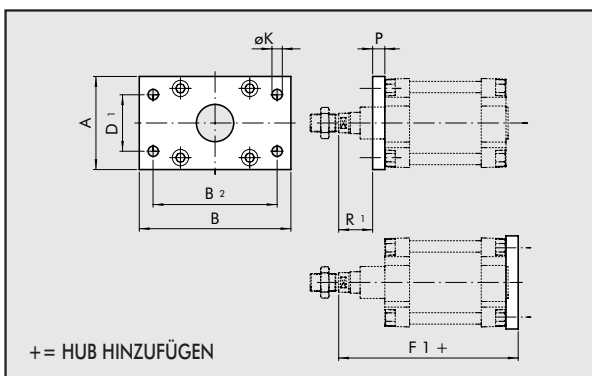 øK
P
A
D 1
B 2
B
R 1
F 1 +
+= HUB HINZUFÜGEN